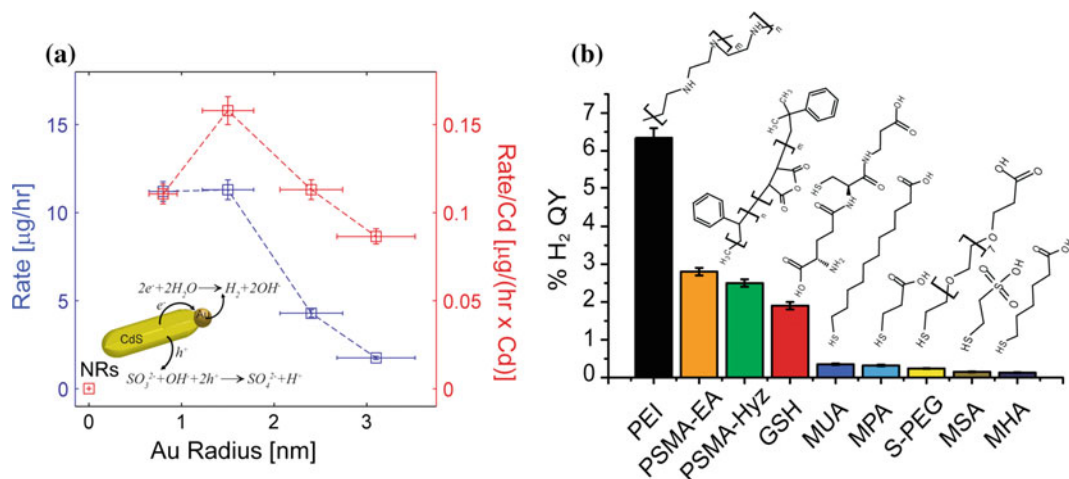 (a)
Rate [μg/hr]
15
10
5
0
0.15
0.1
0.05
0
Rate/Cd [μg/(hr x Cd)]
2e⁻+2H₂O→H₂+2OH⁻
e⁻
Au
CdS
h⁺
NRs
SO₃²⁻+OH⁻+2h⁺→SO₄²⁻+H⁺
0 1 2 3
Au Radius [nm]
(b)
% H₂ QY
7
6
5
4
3
2
1
0
PEI
PSMA-EA
PSMA-Hyz
GSH
MUA
MPA
S-PEG
MSA
MHA